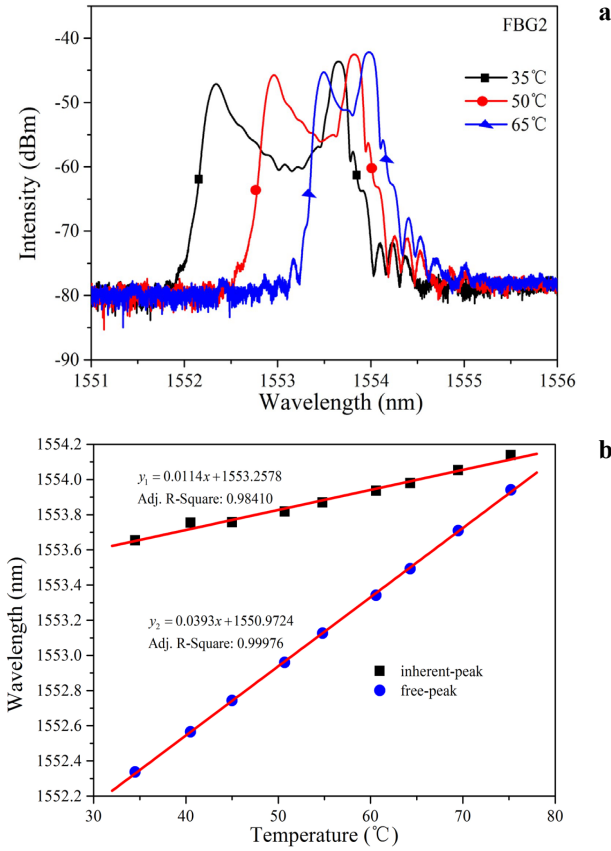 a
FBG2
35℃
50℃
65℃
Intensity (dBm)
-40
-50
-60
-70
-80
-90
1551 1552 1553 1554 1555 1556
Wavelength (nm)
b
y₁ = 0.0114x+1553.2578
Adj. R-Square: 0.98410
y₂ = 0.0393x+1550.9724
Adj. R-Square: 0.99976
inherent-peak
free-peak
Wavelength (nm)
1554.2
1554.0
1553.8
1553.6
1553.4
1553.2
1553.0
1552.8
1552.6
1552.4
1552.2
30 40 50 60 70 80
Temperature (℃)